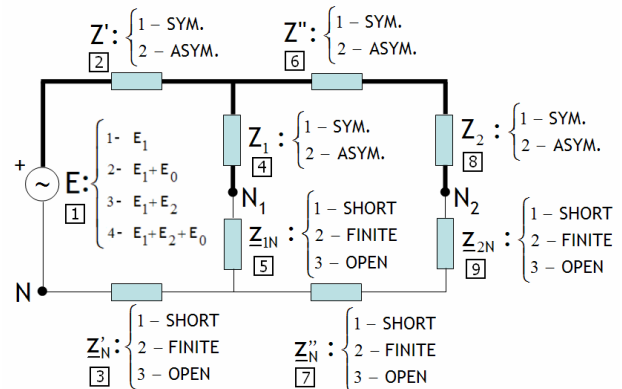 Z': 1 – SYM.
2 – ASYM.
2
Z": 1 – SYM.
2 – ASYM.
6
+
~
E: 1- E1
2- E1+E0
3- E1+E2
4- E1+E2+E0
1
Z1 : 1 – SYM.
2 – ASYM.
4
Z2 : 1 – SYM.
2 – ASYM.
8
N1
N2
Z1N : 1 – SHORT
2 – FINITE
3 – OPEN
5
Z2N : 1 – SHORT
2 – FINITE
3 – OPEN
9
N
Z'N : 1 – SHORT
2 – FINITE
3 – OPEN
3
Z"N : 1 – SHORT
2 – FINITE
3 – OPEN
7